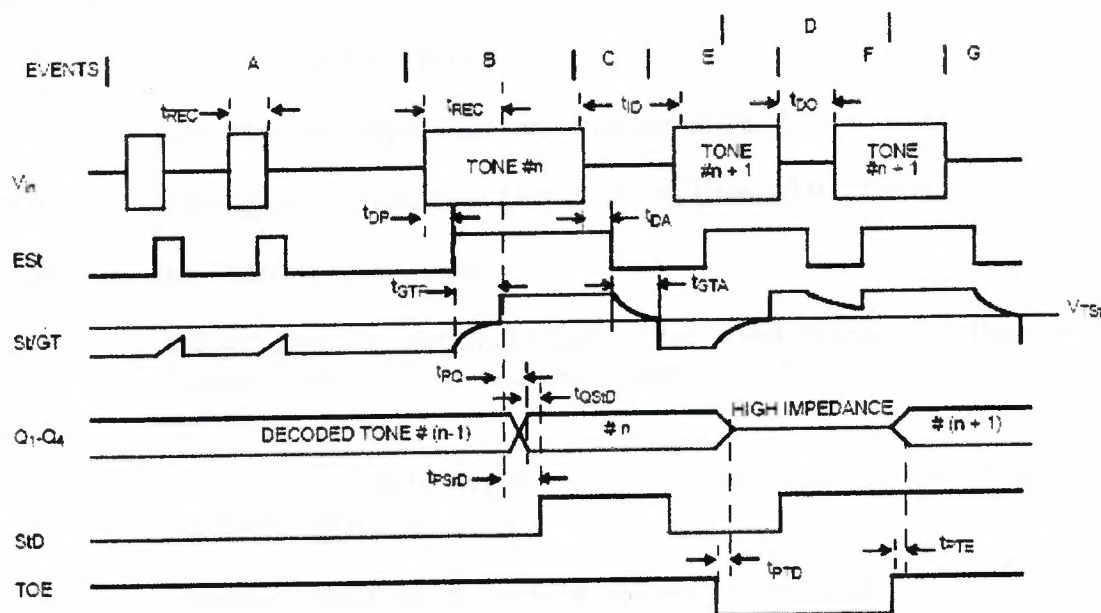 D
EVENTS A B C E F G
tREC tREC tID tDO
Vin TONE #n TONE #n + 1 TONE #n + 1
tDP tDA
ESt
tGTP tGTA
VTSt
St/GT
tPQ tQStD
HIGH IMPEDANCE
Q1-Q4 DECODED TONE # (n-1) # n # (n + 1)
tPStD
StD
tPTD tPTE
TOE